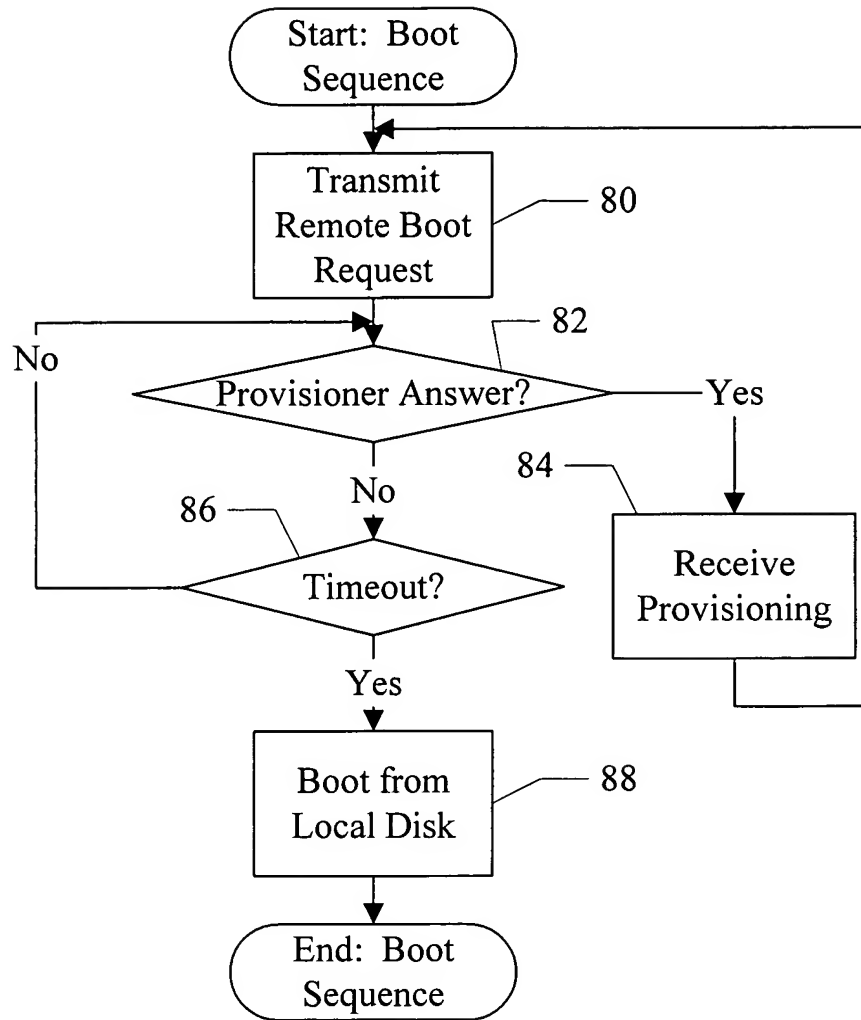 Start: Boot
Sequence
Transmit
Remote Boot
Request
80
82
No
Provisioner Answer?
Yes
84
No
86
Timeout?
Receive
Provisioning
Yes
Boot from
Local Disk
88
End: Boot
Sequence